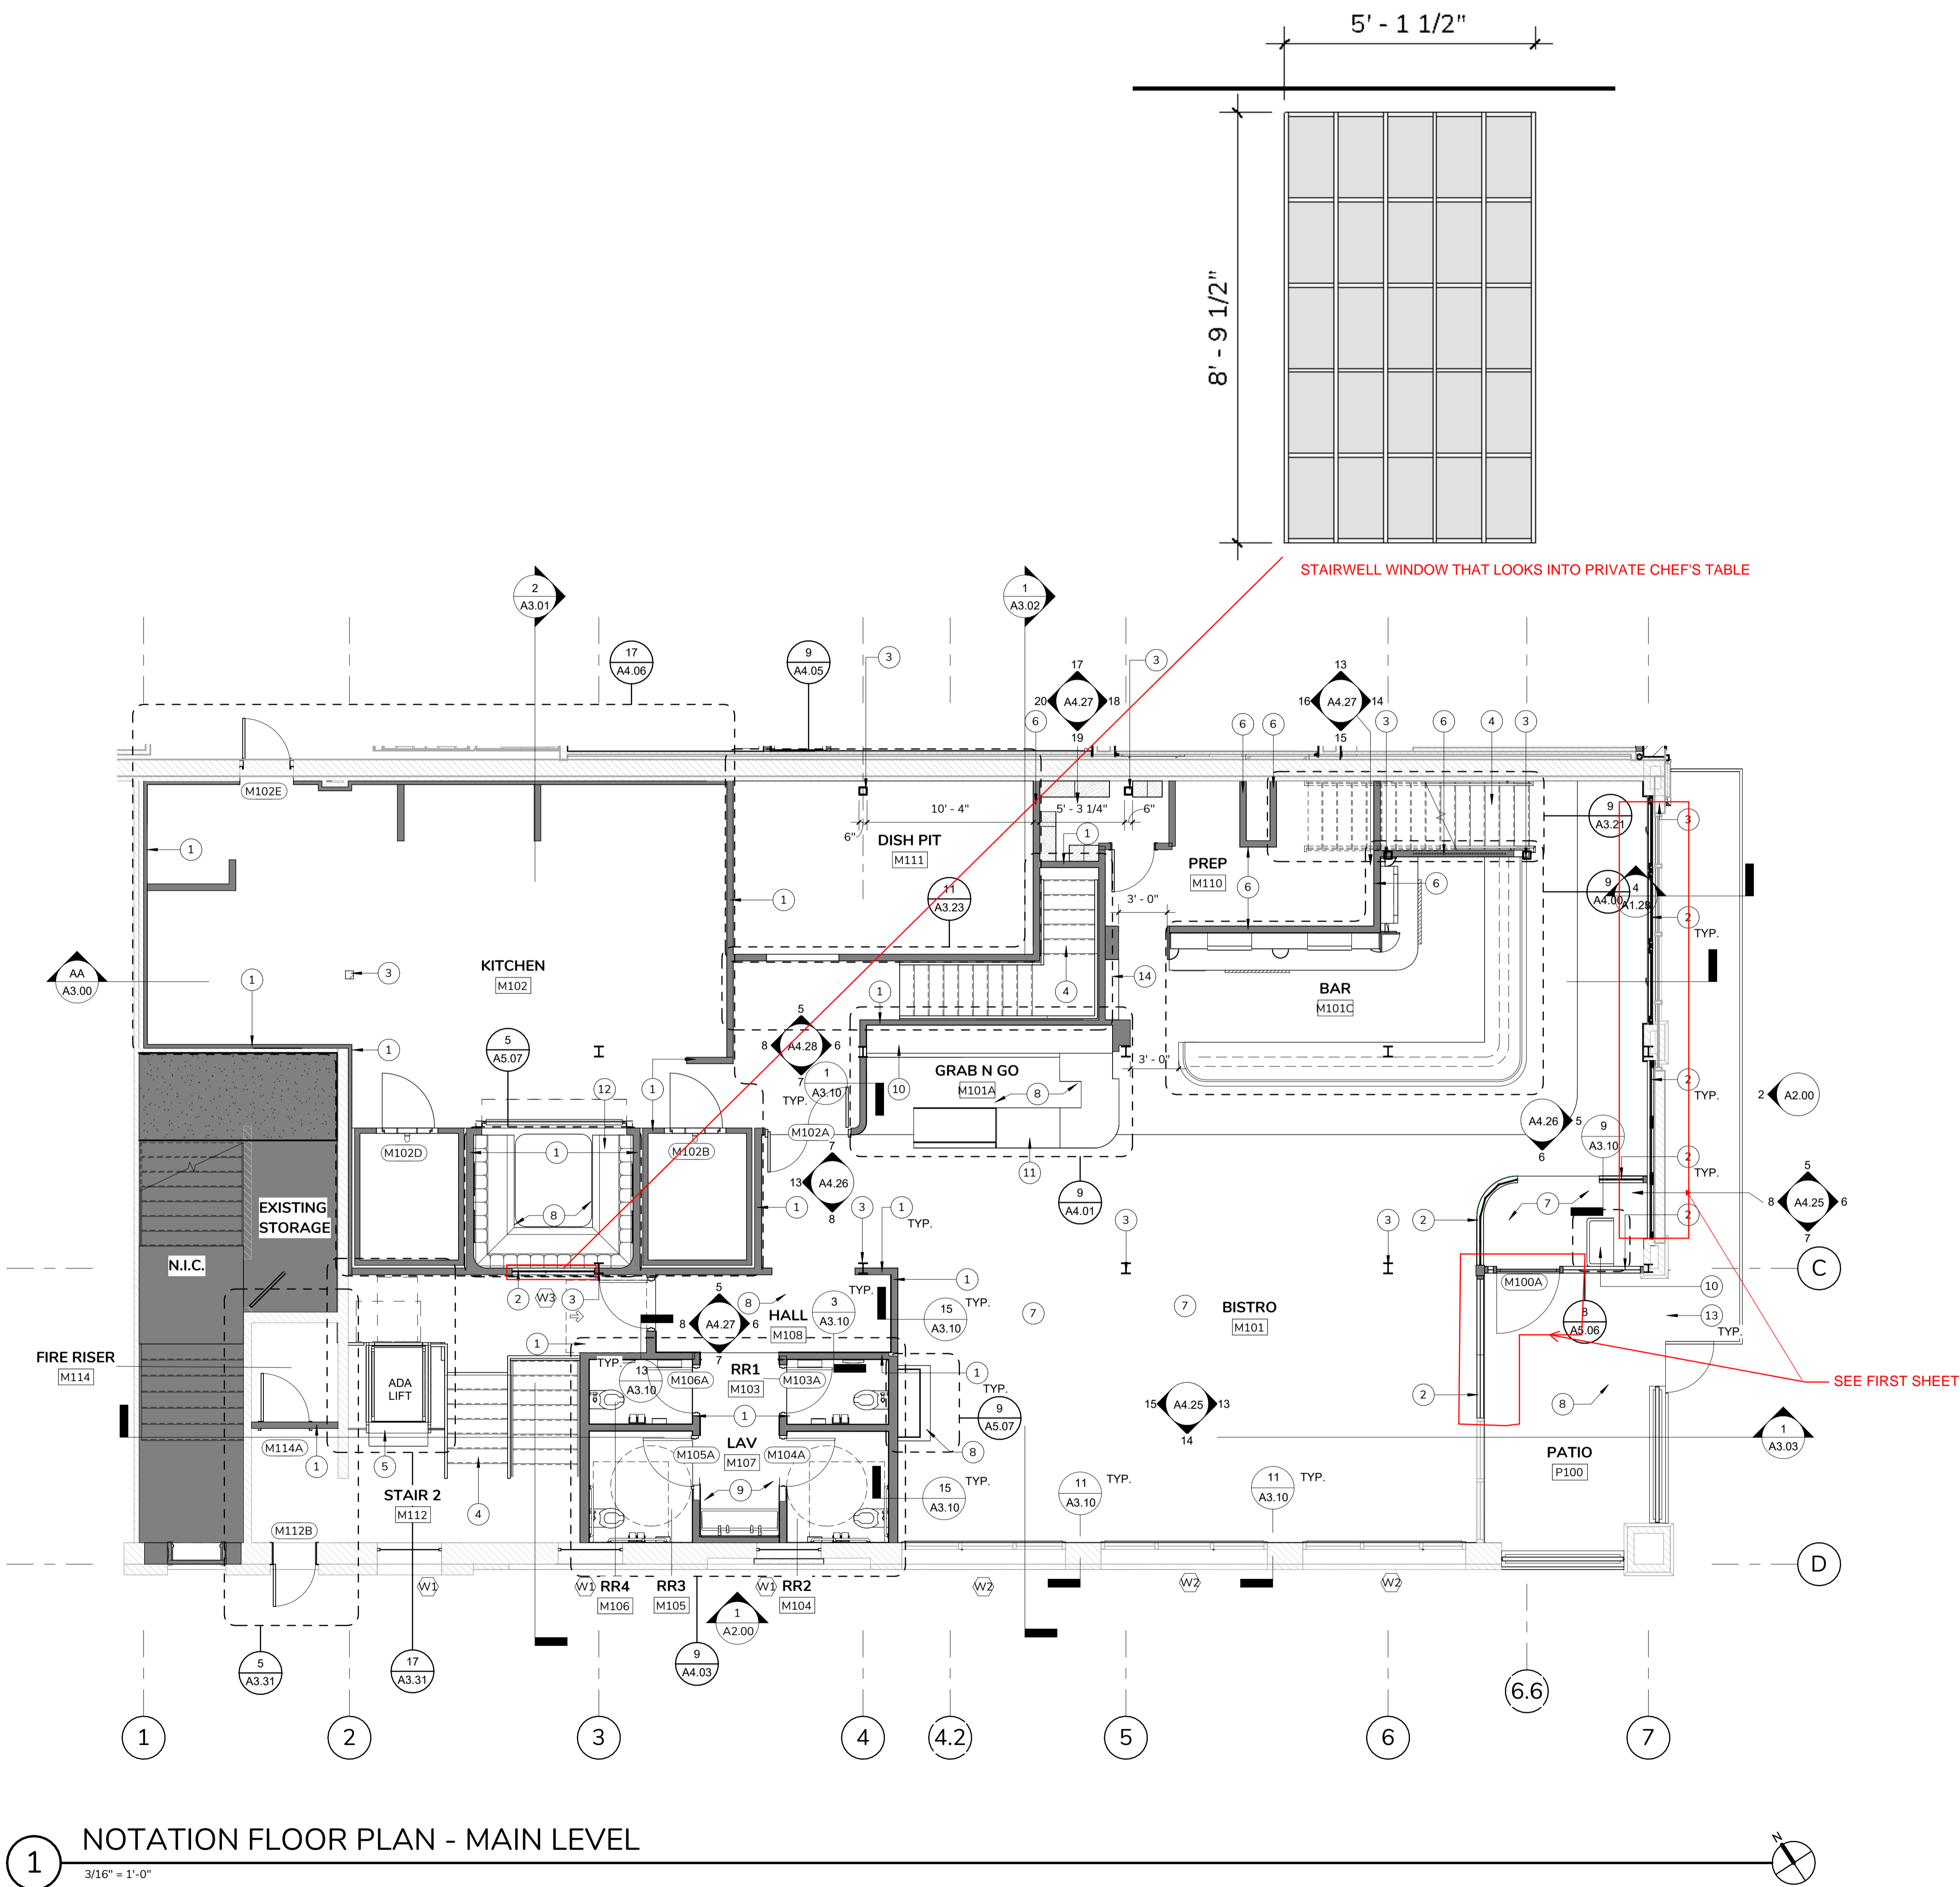 5' - 1 1/2"
8' - 9 1/2"
STAIRWELL WINDOW THAT LOOKS INTO PRIVATE CHEF'S TABLE
2
A3.01
1
A3.02
17
A4.06
9
A4.05
3
3
17
20
A4.27
18
19
13
16
A4.27
14
15
6
6
6
3
6
4
3
M102E
10' - 4"
5' - 3 1/4"
6"
6"
9
A3.21
3
1
DISH PIT
M111
1
PREP
M110
6
6
11
A3.23
1
3' - 0"
9
A4.00
4
A1.28
2
TYP.
AA
A3.00
KITCHEN
M102
3
1
1
4
14
BAR
M101C
1
5
A5.07
5
8
A4.28
6
7
1
A3.10
TYP.
12
1
10
GRAB N GO
M101A
8
3' - 0"
2
TYP.
2
A2.00
A4.26
5
6
9
A3.10
M102D
1
M102B
M102A
7
13
A4.26
8
11
2
TYP.
9
A4.01
5
8
A4.25
6
7
EXISTING
STORAGE
8
1
3
1
TYP.
3
3
2
7
2
N.I.C.
C
2
W3
3
1
M100A
10
8
TYP.
5
8
A4.27
6
7
HALL
M108
3
A3.10
15
A3.10
TYP.
7
7
BISTRO
M101
8
A5.06
13
TYP.
1
FIRE RISER
M114
ADA
LIFT
TYP.
13
A3.10
M106A
RR1
M103
M103A
1
TYP.
SEE FIRST SHEET
2
8
15
A4.25
13
14
1
9
A5.07
1
A3.03
M114A
1
5
M105A
LAV
M107
M104A
8
PATIO
P100
STAIR 2
M112
4
9
15
A3.10
TYP.
11
A3.10
TYP.
11
A3.10
TYP.
M112B
D
W1
W1
RR4
M106
RR3
M105
W1
RR2
M104
W2
W2
W2
1
A2.00
5
A3.31
17
A3.31
9
A4.03
6.6
1
2
3
4
4.2
5
6
7
1
NOTATION FLOOR PLAN - MAIN LEVEL
3/16" = 1'-0"
N